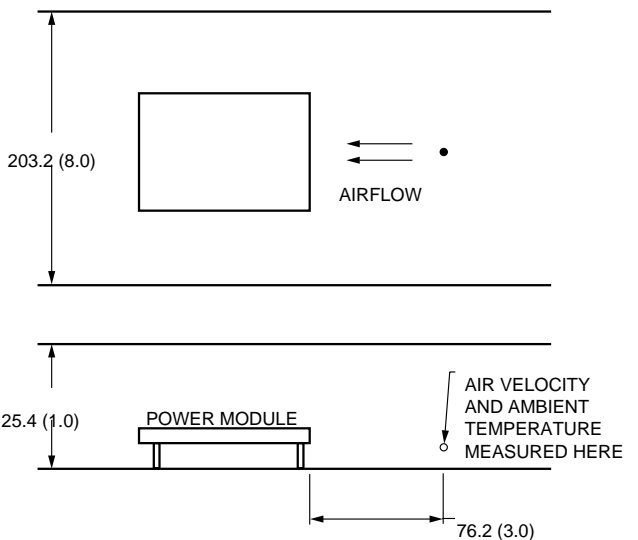 203.2 (8.0)
AIRFLOW
25.4 (1.0)
POWER MODULE
AIR VELOCITY
AND AMBIENT
TEMPERATURE
MEASURED HERE
76.2 (3.0)